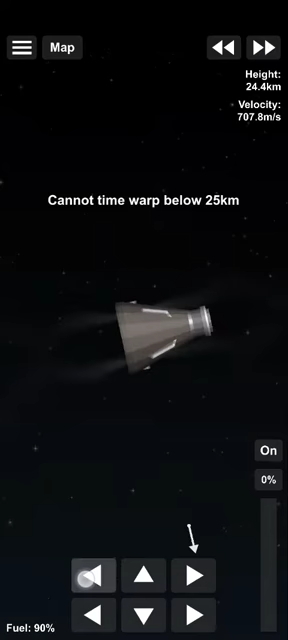 Map
Height:
24.4km
Velocity:
707.8m/s
Cannot time warp below 25km
On
0%
Fuel: 90%